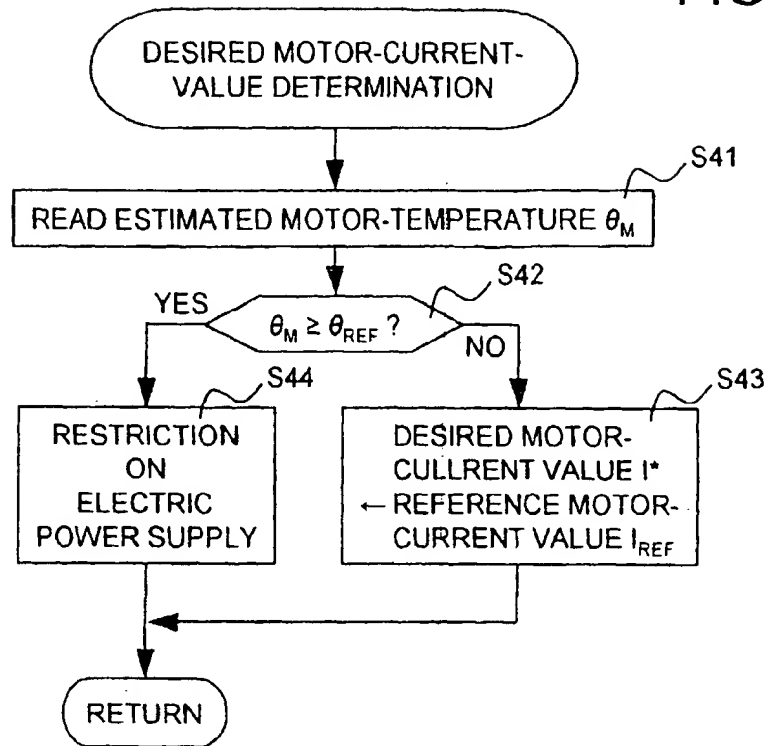 DESIRED MOTOR-CURRENT-
VALUE DETERMINATION
S41
READ ESTIMATED MOTOR-TEMPERATURE θM
S42
YES
θM ≥ θREF ?
NO
S44
S43
RESTRICTION
ON
ELECTRIC
POWER SUPPLY
DESIRED MOTOR-
CULLRENT VALUE I*
← REFERENCE MOTOR-
CURRENT VALUE IREF
RETURN